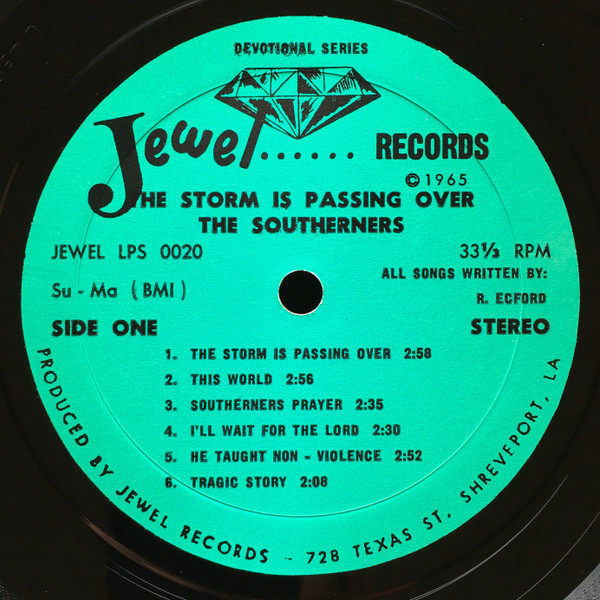 DEVOTIONAL SERIES
Jewel...... RECORDS
©1965
THE STORM IS PASSING OVER
THE SOUTHERNERS
JEWEL LPS 0020
33⅓ RPM
ALL SONGS WRITTEN BY:
Su-Ma (BMI)
R. ECFORD
SIDE ONE
STEREO
1. THE STORM IS PASSING OVER 2:58
2. THIS WORLD 2:56
3. SOUTHERNERS PRAYER 2:35
4. I'LL WAIT FOR THE LORD 2:30
5. HE TAUGHT NON - VIOLENCE 2:52
6. TRAGIC STORY 2:08
PRODUCED BY JEWEL RECORDS - 728 TEXAS ST. SHREVEPORT, LA